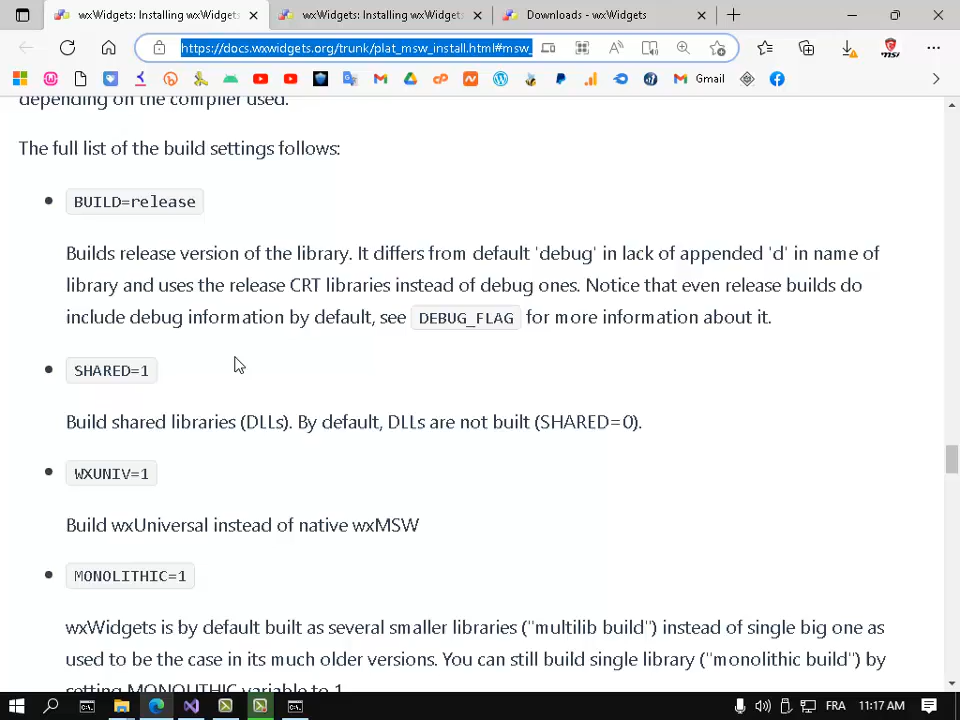 wxWidgets: Installing wxWidget
wxWidgets: Installing wxWidget
Downloads - wxWidgets
https://docs.wxwidgets.org/trunk/plat_msw_install.html#msw_
Gmail
depending on the compiler used.
The full list of the build settings follows:
BUILD=release
Builds release version of the library. It differs from default 'debug' in lack of appended 'd' in name of
library and uses the release CRT libraries instead of debug ones. Notice that even release builds do
include debug information by default, see DEBUG_FLAG for more information about it.
SHARED=1
Build shared libraries (DLLs). By default, DLLs are not built (SHARED=0).
WXUNIV=1
Build wxUniversal instead of native wxMSW
MONOLITHIC=1
wxWidgets is by default built as several smaller libraries ("multilib build") instead of single big one as
used to be the case in its much older versions. You can still build single library ("monolithic build") by
setting MONOLITHIC variable to 1.
FRA
11:17 AM